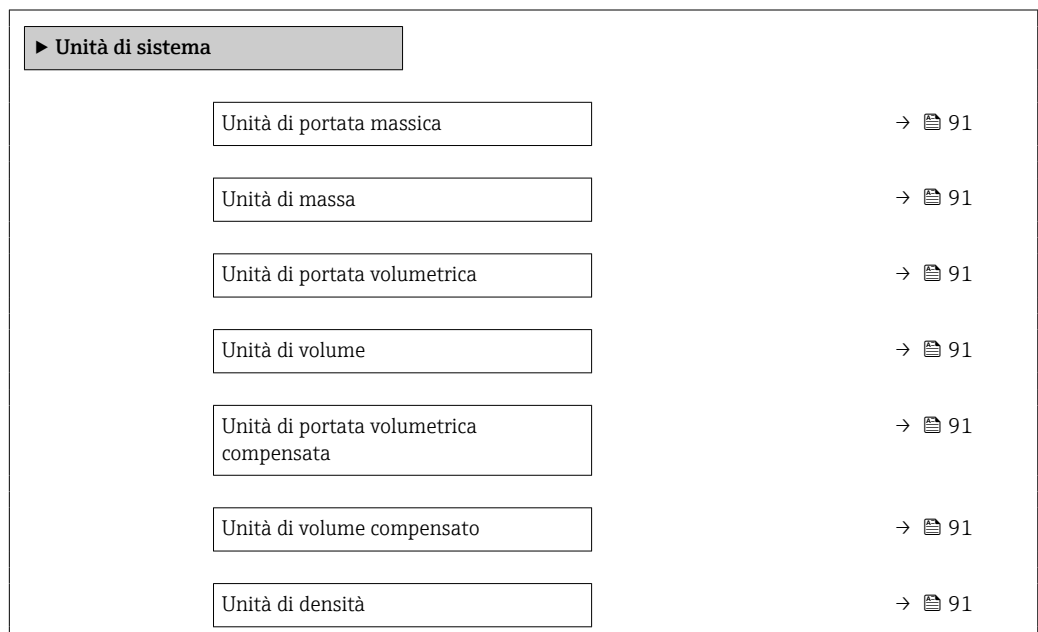 ▶ Unità di sistema
Unità di portata massica → 91
Unità di massa → 91
Unità di portata volumetrica → 91
Unità di volume → 91
Unità di portata volumetrica → 91
compensata
Unità di volume compensato → 91
Unità di densità → 91